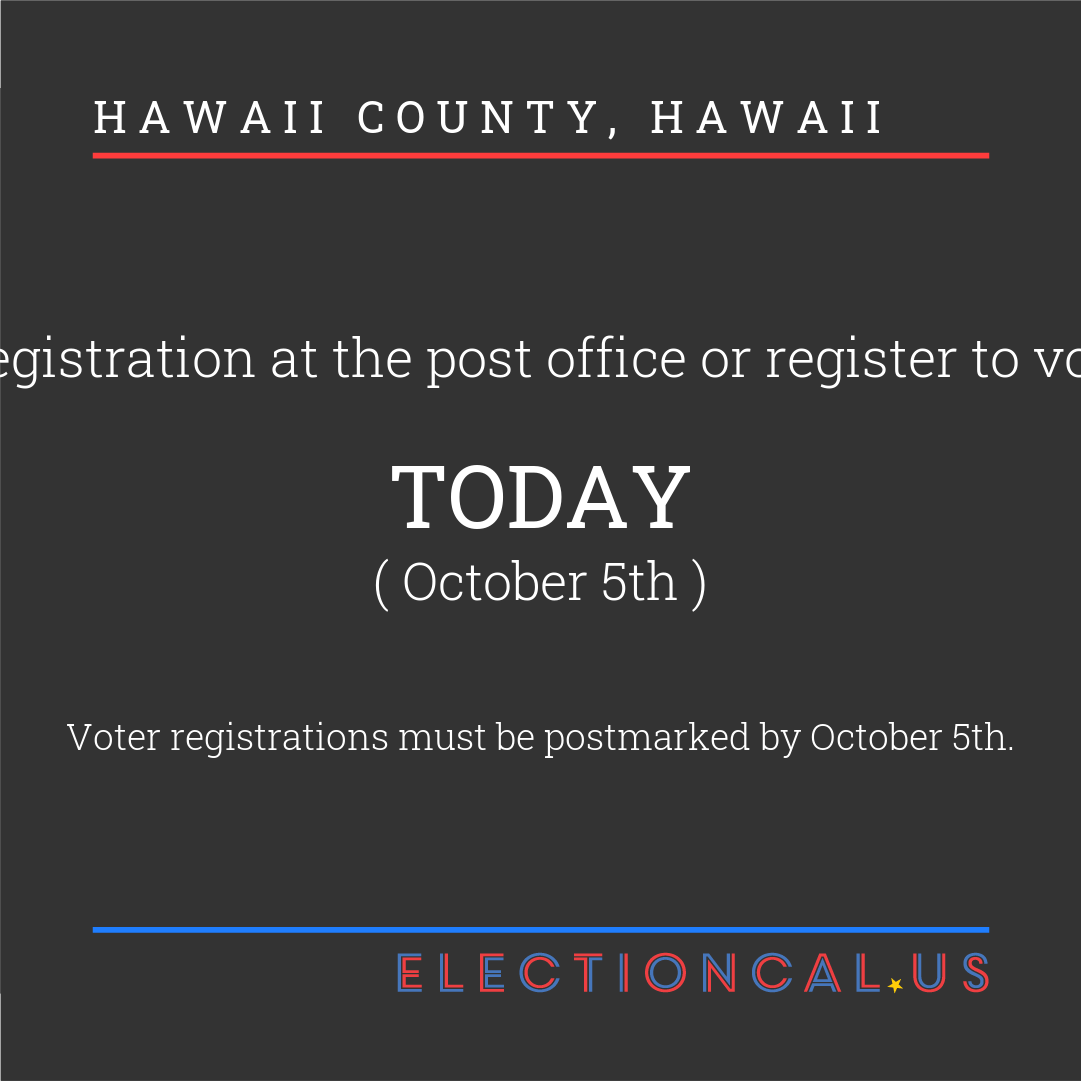 HAWAII COUNTY, HAWAII
egistration at the post office or register to vo
TODAY
( October 5th )
Voter registrations must be postmarked by October 5th.
ELECTIONCAL.US